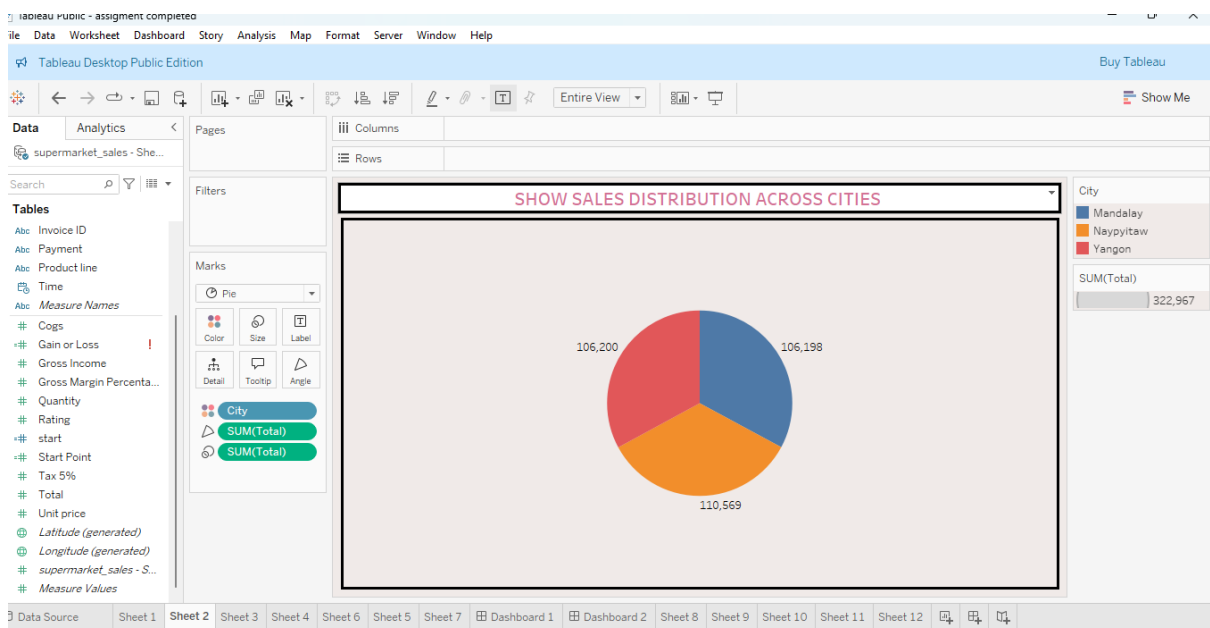 Tableau Public - assigment completed
File Data Worksheet Dashboard Story Analysis Map Format Server Window Help
Tableau Desktop Public Edition
Buy Tableau
Entire View
Show Me
Data Analytics
supermarket_sales - She...
Search
Tables
Abc Invoice ID
Abc Payment
Abc Product line
Time
Abc Measure Names
# Cogs
=# Gain or Loss !
# Gross Income
# Gross Margin Percenta...
# Quantity
# Rating
=# start
=# Start Point
# Tax 5%
# Total
# Unit price
Latitude (generated)
Longitude (generated)
# supermarket_sales - S...
# Measure Values
Pages
Filters
Marks
Pie
Color Size Label
Detail Tooltip Angle
City
SUM(Total)
SUM(Total)
Columns
Rows
SHOW SALES DISTRIBUTION ACROSS CITIES
106,200
106,198
110,569
City
Mandalay
Naypyitaw
Yangon
SUM(Total)
322,967
Data Source Sheet 1 Sheet 2 Sheet 3 Sheet 4 Sheet 6 Sheet 5 Sheet 7 Dashboard 1 Dashboard 2 Sheet 8 Sheet 9 Sheet 10 Sheet 11 Sheet 12